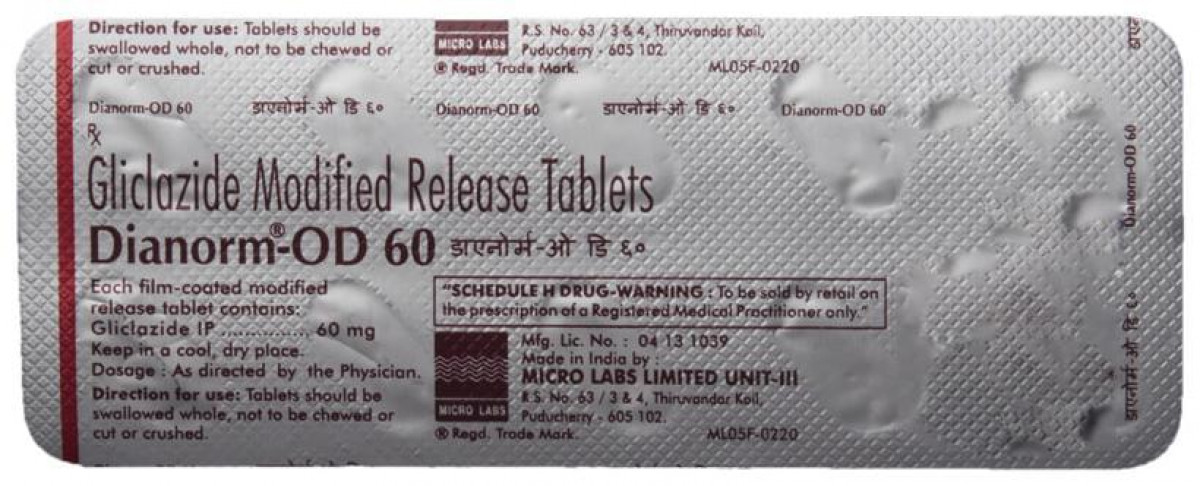 Direction for use: Tablets should be
swallowed whole, not to be chewed or
cut or crushed.
MICRO LABS
R.S. No. 63 / 3 & 4, Thiruvandar Koil,
Puducherry - 605 102.
® Regd. Trade Mark. ML05F-0220
Dianorm-OD 60 डाएनोर्म-ओ डि ६० Dianorm-OD 60 डाएनोर्म-ओ डि ६० Dianorm-OD 60
Rx
Gliclazide Modified Release Tablets
Dianorm®-OD 60 डाएनोर्म-ओ डि ६०
Each film-coated modified
release tablet contains:
Gliclazide IP ............... 60 mg
Keep in a cool, dry place.
Dosage : As directed by the Physician.
Direction for use: Tablets should be
swallowed whole, not to be chewed or
cut or crushed.
"SCHEDULE H DRUG-WARNING : To be sold by retail on
the prescription of a Registered Medical Practitioner only."
Mfg. Lic. No. : 04 13 1039
Made in India by :
MICRO LABS LIMITED UNIT-III
R.S. No. 63 / 3 & 4, Thiruvandar Koil,
Puducherry - 605 102.
MICRO LABS
® Regd. Trade Mark. ML05F-0220
Dianorm-OD 60
डाएनोर्म-ओ डि ६०